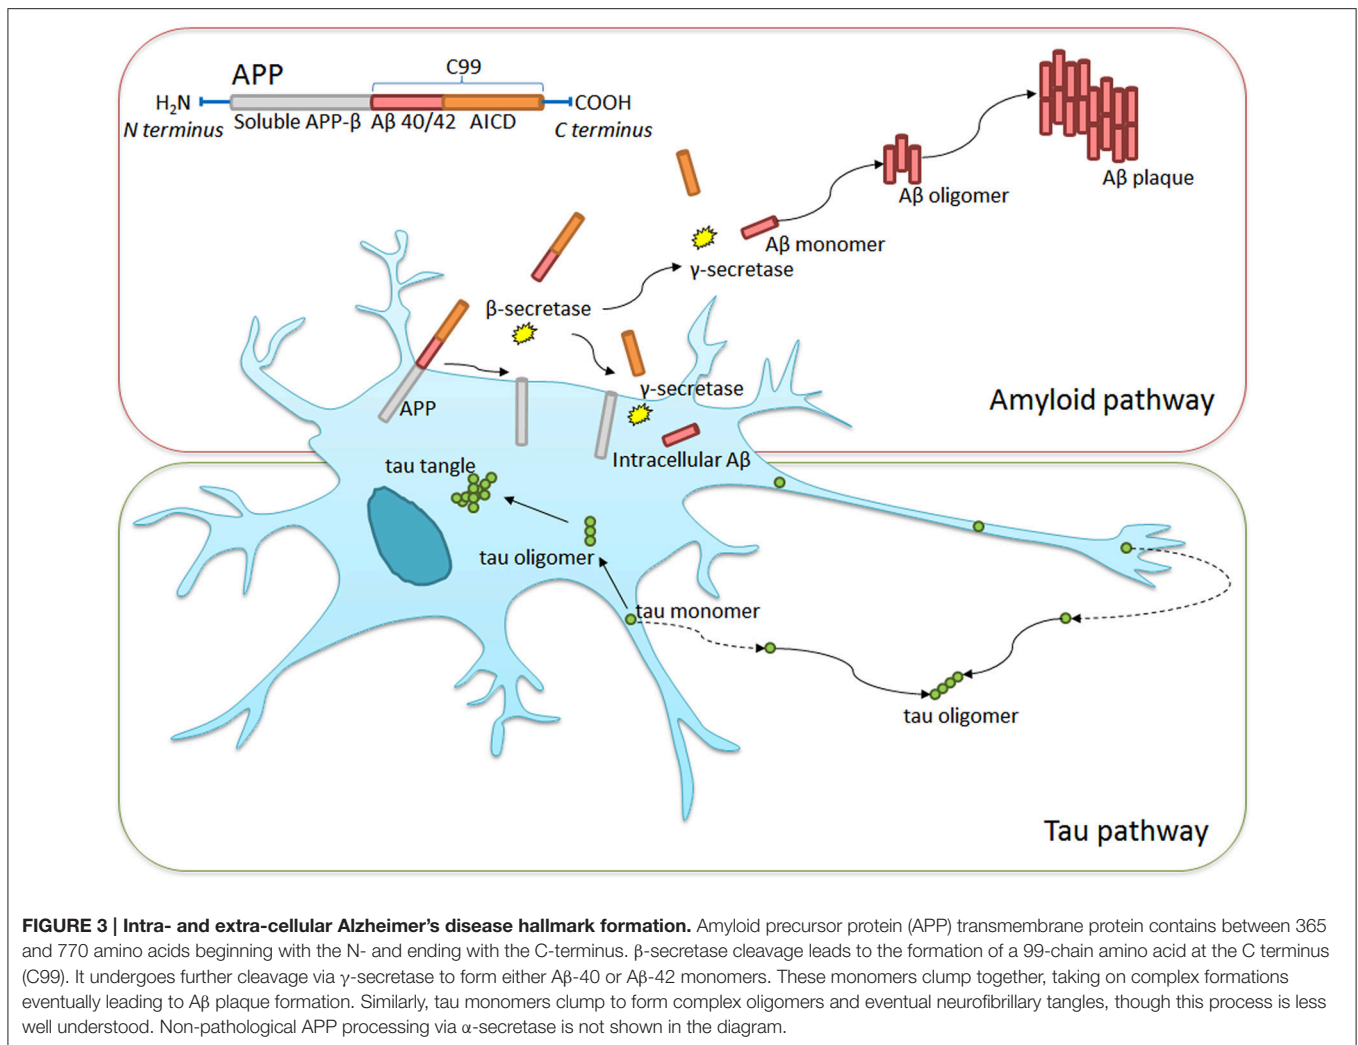 APP
C99
H₂N
COOH
N terminus
Soluble APP-β
Aβ 40/42
AICD
C terminus
Aβ plaque
Aβ oligomer
Aβ monomer
γ-secretase
β-secretase
γ-secretase
APP
Amyloid pathway
Intracellular Aβ
tau tangle
tau oligomer
tau monomer
tau oligomer
Tau pathway
FIGURE 3 | Intra- and extra-cellular Alzheimer's disease hallmark formation. Amyloid precursor protein (APP) transmembrane protein contains between 365
and 770 amino acids beginning with the N- and ending with the C-terminus. β-secretase cleavage leads to the formation of a 99-chain amino acid at the C terminus
(C99). It undergoes further cleavage via γ-secretase to form either Aβ-40 or Aβ-42 monomers. These monomers clump together, taking on complex formations
eventually leading to Aβ plaque formation. Similarly, tau monomers clump to form complex oligomers and eventual neurofibrillary tangles, though this process is less
well understood. Non-pathological APP processing via α-secretase is not shown in the diagram.